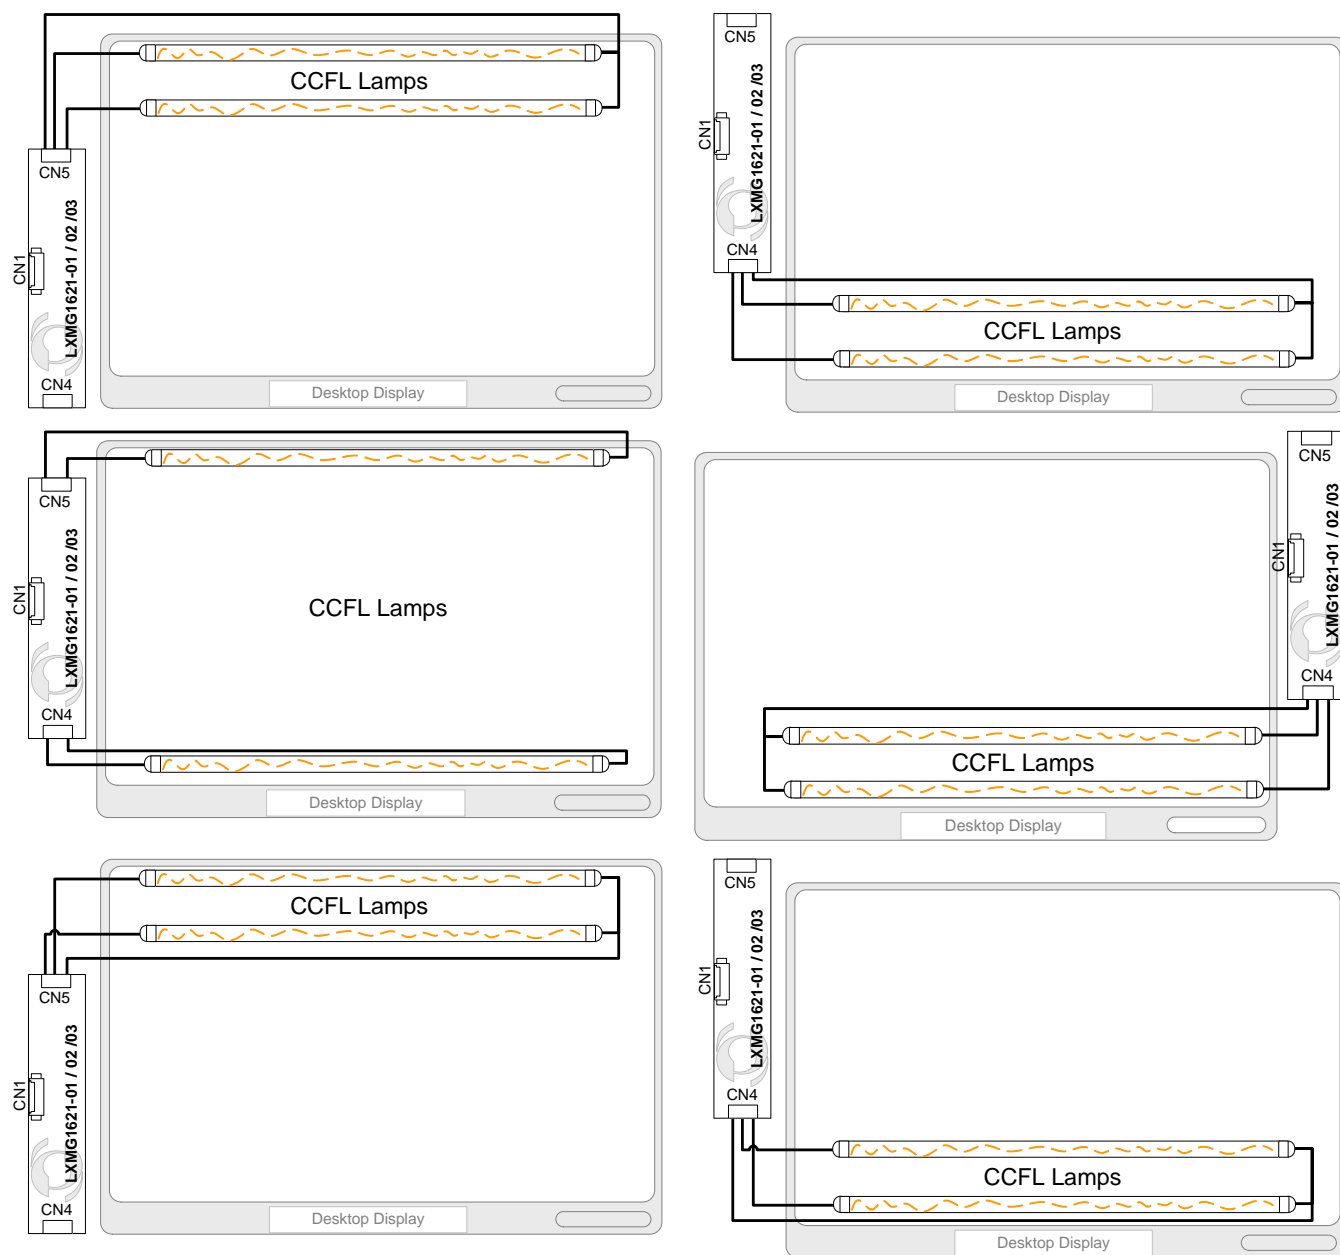 CCFL Lamps
CN5
CN1
LXMG1621-01 / 02 /03
CN4
Desktop Display
CN5
CN1
LXMG1621-01 / 02 /03
CN4
CCFL Lamps
Desktop Display
CN5
CN1
LXMG1621-01 / 02 /03
CCFL Lamps
CN4
Desktop Display
CN5
CN1
LXMG1621-01 / 02 /03
CN4
CCFL Lamps
Desktop Display
CCFL Lamps
CN5
CN1
LXMG1621-01 / 02 /03
CN4
Desktop Display
CN5
CN1
LXMG1621-01 / 02 /03
CN4
CCFL Lamps
Desktop Display